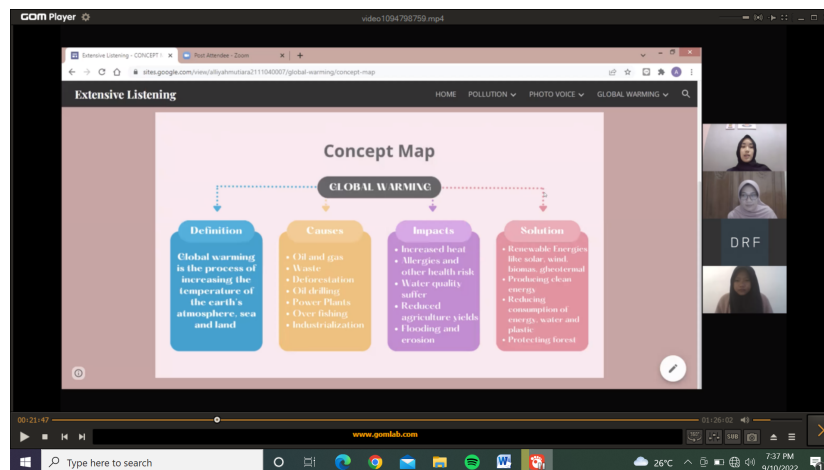 GOM Player
video1094798759.mp4
Extensive Listening - CONCEPT M
Post Attendee - Zoom
sites.google.com/view/alliyahmutiara2111040007/global-warming/concept-map
Extensive Listening
HOME POLLUTION PHOTO VOICE GLOBAL WARMING
Concept Map
GLOBAL WARMING
Definition
Global warming
is the process of
increasing the
temperature of
the earth's
atmosphere, sea
and land
Causes
• Oil and gas
• Waste
• Deforestation
• Oil drilling
• Power Plants
• Over fishing
• Industrialization
Impacts
• Increased heat
• Allergies and
other health risk
• Water quality
suffer
• Reduced
agriculture yields
• Flooding and
erosion
Solution
• Renewable Energies
like solar, wind,
biomas, gheotermal
• Producing clean
energy
• Reducing
consumption of
energy, water and
plastic
• Protecting forest
DRF
00:21:47
01:26:02
www.gomlab.com
SUB
Type here to search
26°C
7:37 PM
9/10/2022